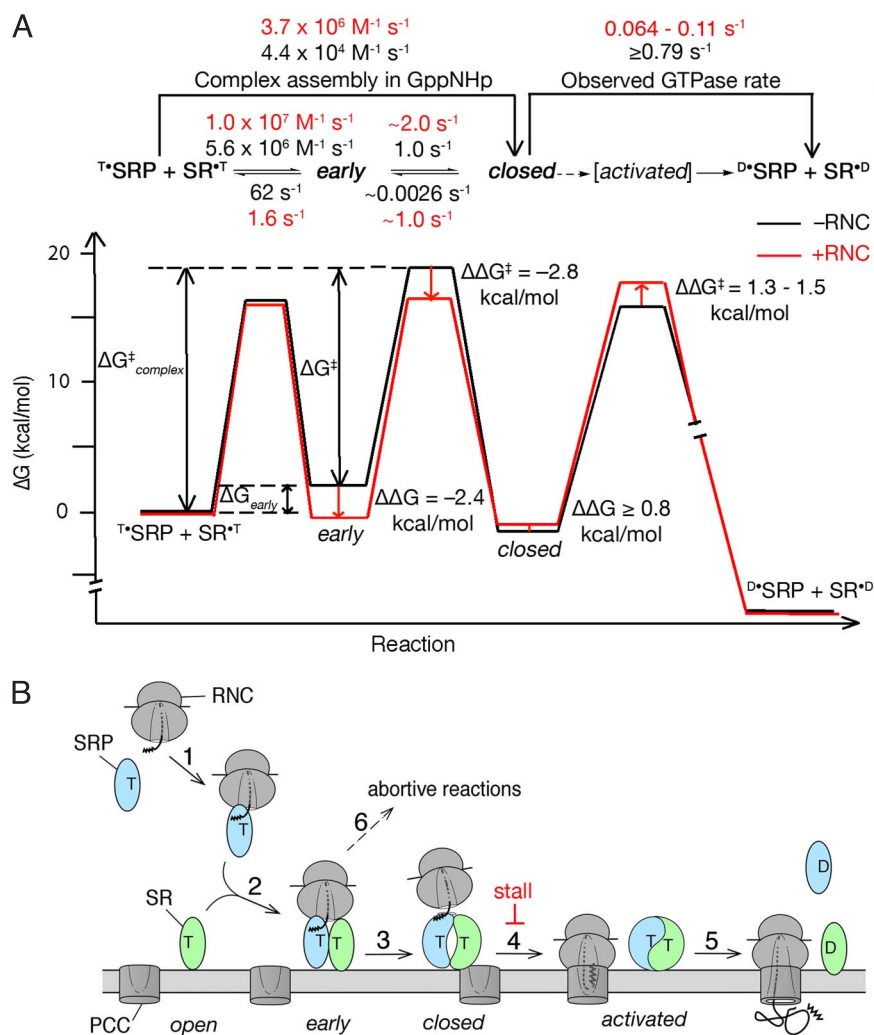 A
3.7 x 10⁶ M⁻¹ s⁻¹
4.4 x 10⁴ M⁻¹ s⁻¹
Complex assembly in GppNHp
0.064 - 0.11 s⁻¹
≥0.79 s⁻¹
Observed GTPase rate
1.0 x 10⁷ M⁻¹ s⁻¹
5.6 x 10⁶ M⁻¹ s⁻¹
~2.0 s⁻¹
1.0 s⁻¹
ᵀ•SRP + SR•ᵀ early closed [activated] ᴰ•SRP + SR•ᴰ
62 s⁻¹
1.6 s⁻¹
~0.0026 s⁻¹
~1.0 s⁻¹
–RNC
+RNC
20
10
0
ΔG (kcal/mol)
ΔG‡complex
ΔG‡
ΔGearly
ΔΔG‡ = –2.8
kcal/mol
ΔΔG‡ = 1.3 - 1.5
kcal/mol
ΔΔG = –2.4
kcal/mol
ΔΔG ≥ 0.8
kcal/mol
ᵀ•SRP + SR•ᵀ
early
closed
ᴰ•SRP + SR•ᴰ
Reaction
B
RNC
SRP
T
1
T
SR
T
2
6
abortive reactions
T T
3
T T
stall
4
T T
5
D
D
PCC
open
early
closed
activated